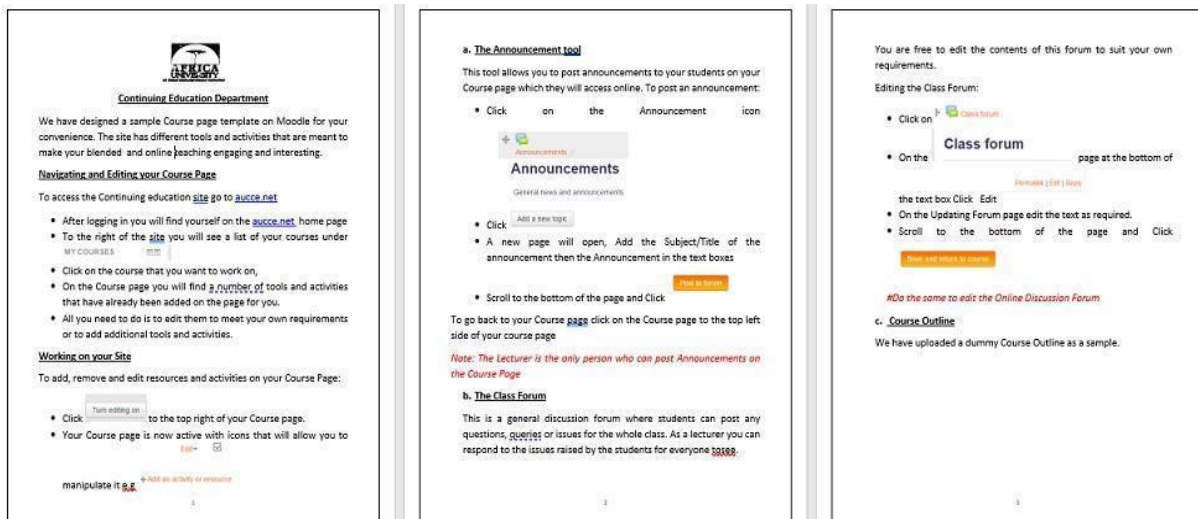 AFRICA
UNIVERSITY
Continuing Education Department
We have designed a sample Course page template on Moodle for your
convenience. The site has different tools and activities that are meant to
make your blended and online teaching engaging and interesting.
Navigating and Editing your Course Page
To access the Continuing education site go to aucce.net
• After logging in you will find yourself on the aucce.net home page
• To the right of the site you will see a list of your courses under
MY COURSES
• Click on the course that you want to work on,
• On the Course page you will find a number of tools and activities
that have already been added on the page for you.
• All you need to do is to edit them to meet your own requirements
or to add additional tools and activities.
Working on your Site
To add, remove and edit resources and activities on your Course Page:
• Click Turn editing on to the top right of your Course page.
• Your Course page is now active with icons that will allow you to
Edit
manipulate it e.g Add an activity or resource
1
a. The Announcement tool
This tool allows you to post announcements to your students on your
Course page which they will access online. To post an announcement:
• Click on the Announcement icon
Announcements
Announcements
General news and announcements
• Click Add a new topic
• A new page will open, Add the Subject/Title of the
announcement then the Announcement in the text boxes
Post to forum
• Scroll to the bottom of the page and Click
To go back to your Course page click on the Course page to the top left
side of your course page
Note: The Lecturer is the only person who can post Announcements on
the Course Page
b. The Class Forum
This is a general discussion forum where students can post any
questions, queries or issues for the whole class. As a lecturer you can
respond to the issues raised by the students for everyone tosee.
2
You are free to edit the contents of this forum to suit your own
requirements.
Editing the Class Forum:
• Click on Class forum
Class forum
• On the page at the bottom of
Permalink | Edit | Reply
the text box Click Edit
• On the Updating Forum page edit the text as required.
• Scroll to the bottom of the page and Click
Save and return to course
#Do the same to edit the Online Discussion Forum
c. Course Outline
We have uploaded a dummy Course Outline as a sample.
3